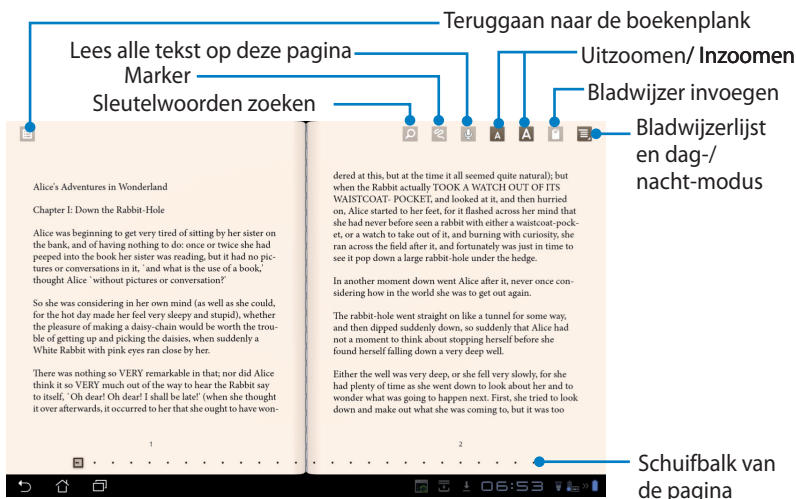 Teruggaan naar de boekenplank
Lees alle tekst op deze pagina
Marker
Sleutelwoorden zoeken
Uitzoomen/ Inzoomen
Bladwijzer invoegen
Bladwijzerlijst
en dag-/
nacht-modus
A A
Alice's Adventures in Wonderland
Chapter I: Down the Rabbit-Hole
Alice was beginning to get very tired of sitting by her sister on
the bank, and of having nothing to do: once or twice she had
peeped into the book her sister was reading, but it had no pic-
tures or conversations in it, `and what is the use of a book,'
thought Alice `without pictures or conversation?'
So she was considering in her own mind (as well as she could,
for the hot day made her feel very sleepy and stupid), whether
the pleasure of making a daisy-chain would be worth the trou-
ble of getting up and picking the daisies, when suddenly a
White Rabbit with pink eyes ran close by her.
There was nothing so VERY remarkable in that; nor did Alice
think it so VERY much out of the way to hear the Rabbit say
to itself, `Oh dear! Oh dear! I shall be late!' (when she thought
it over afterwards, it occurred to her that she ought to have won-
1
dered at this, but at the time it all seemed quite natural); but
when the Rabbit actually TOOK A WATCH OUT OF ITS
WAISTCOAT- POCKET, and looked at it, and then hurried
on, Alice started to her feet, for it flashed across her mind that
she had never before seen a rabbit with either a waistcoat-pock-
et, or a watch to take out of it, and burning with curiosity, she
ran across the field after it, and fortunately was just in time to
see it pop down a large rabbit-hole under the hedge.
In another moment down went Alice after it, never once con-
sidering how in the world she was to get out again.
The rabbit-hole went straight on like a tunnel for some way,
and then dipped suddenly down, so suddenly that Alice had
not a moment to think about stopping herself before she
found herself falling down a very deep well.
Either the well was very deep, or she fell very slowly, for she
had plenty of time as she went down to look about her and to
wonder what was going to happen next. First, she tried to look
down and make out what she was coming to, but it was too
2
Schuifbalk van
de pagina
06:53